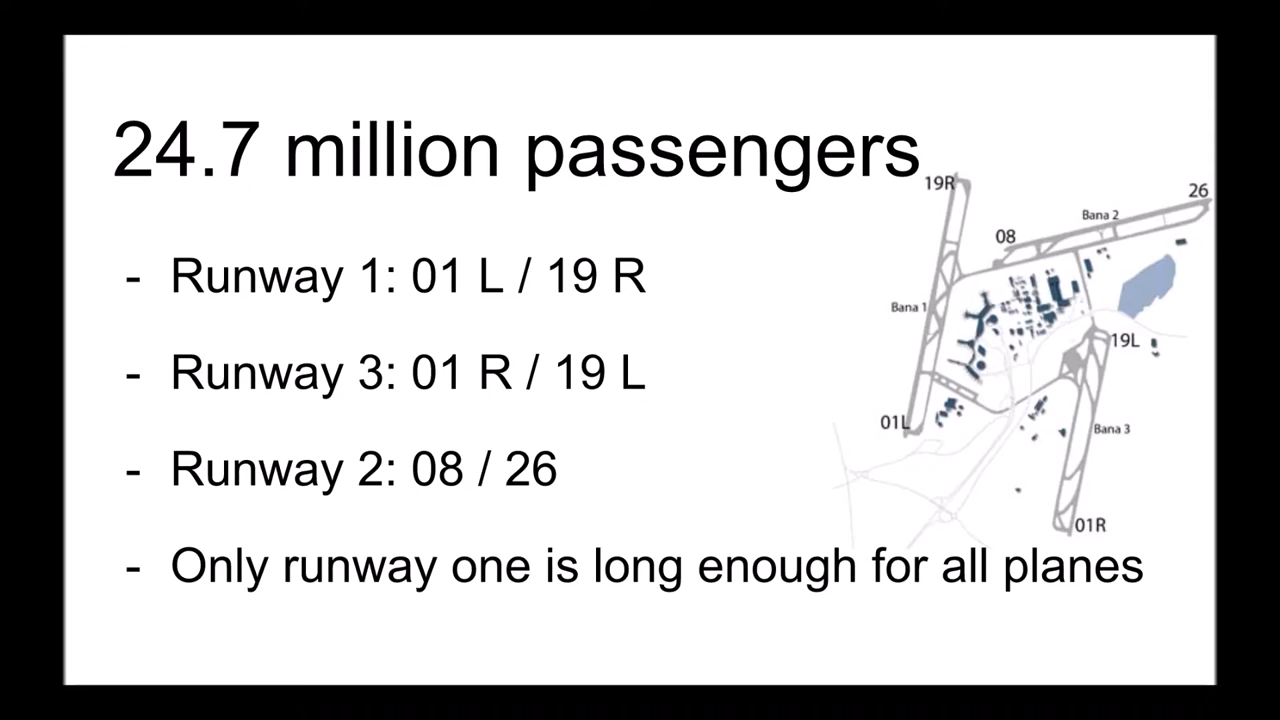 24.7 million passengers
- Runway 1: 01 L / 19 R
- Runway 3: 01 R / 19 L
- Runway 2: 08 / 26
- Only runway one is long enough for all planes
19R
26
Bana 2
08
Bana 1
19L
01L
Bana 3
01R